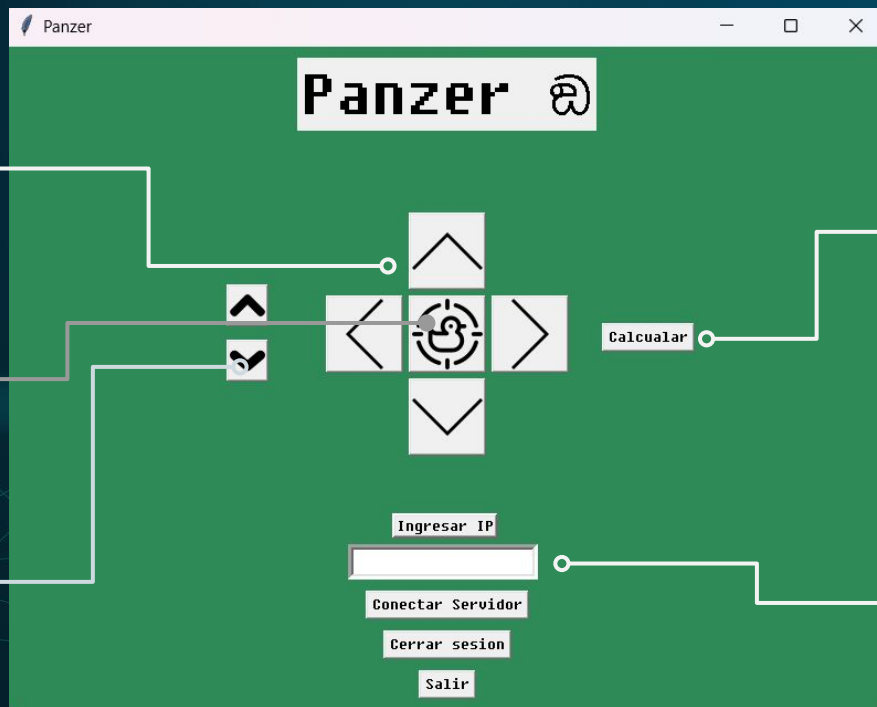 Panzer
Panzer ඞ
Calcualar
Ingresar IP
Conectar Servidor
Cerrar sesion
Salir